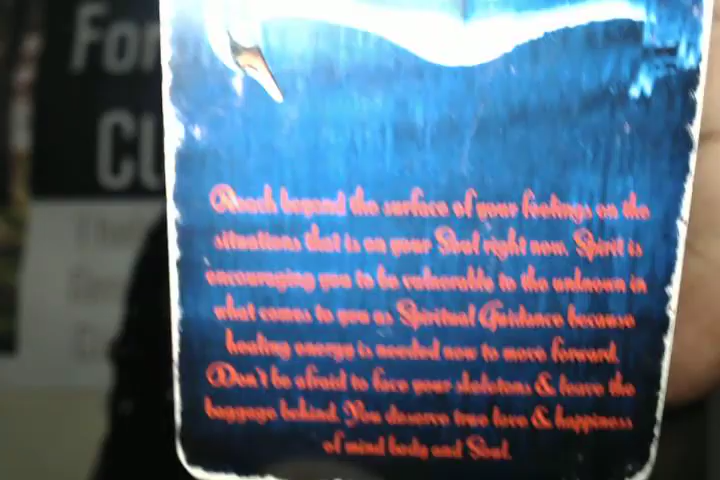 For
CU
Reach beyond the surface of your feelings on the
situations that is on your Soul right now. Spirit is
encouraging you to be vulnerable to the unknown in
what comes to you as Spiritual Guidance because
healing energy is needed now to move forward.
Don't be afraid to face your skeletons & leave the
baggage behind. You deserve true love & happiness
of mind body and Soul.